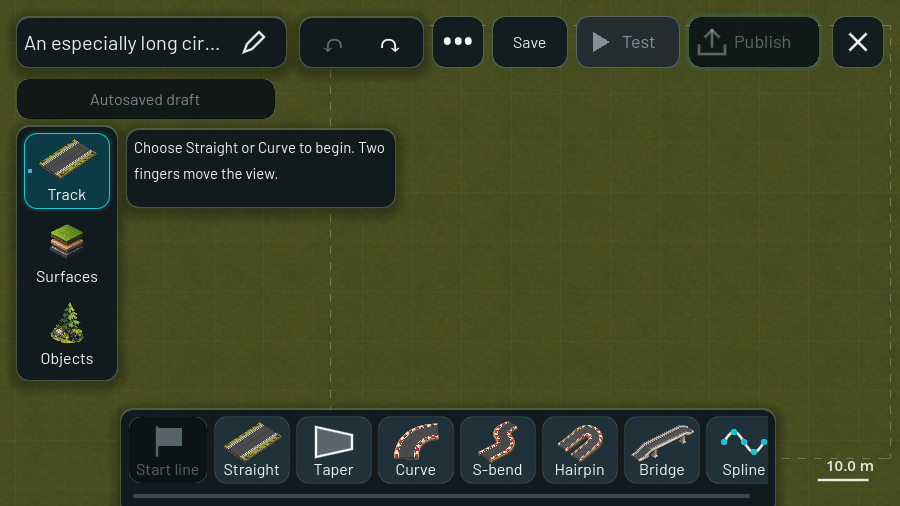 An especially long cir...
Save
Test
Publish
Autosaved draft
Track
Choose Straight or Curve to begin. Two
fingers move the view.
Surfaces
Objects
Start line
Straight
Taper
Curve
S-bend
Hairpin
Bridge
Spline
10.0 m